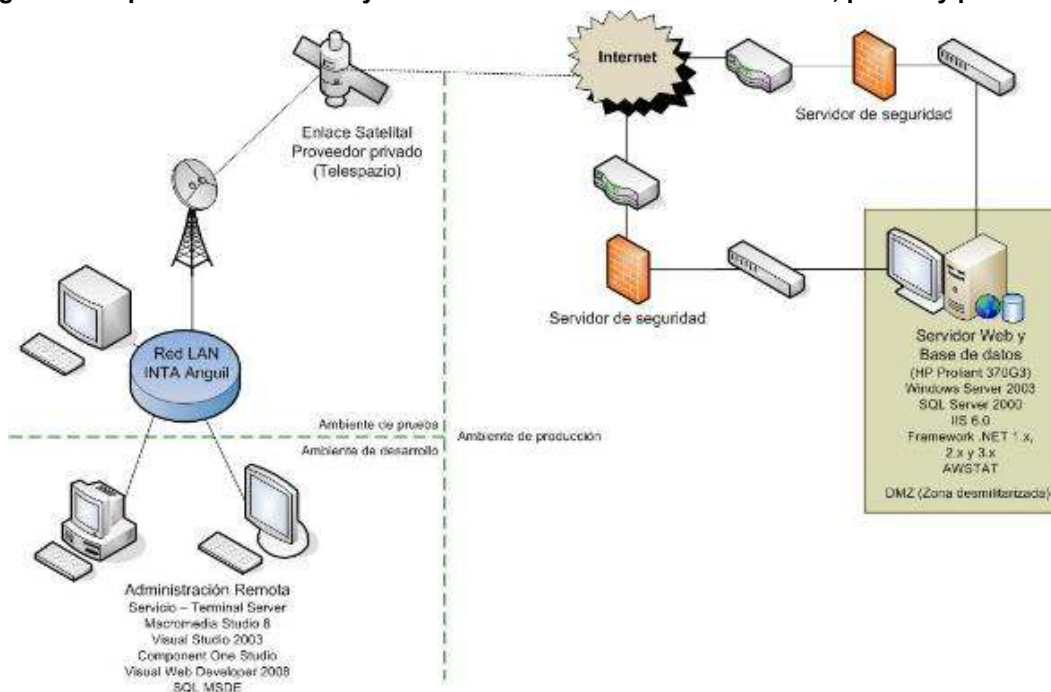 Internet
Servidor de seguridad
Enlace Satelital
Proveedor privado
(Telespazio)
Servidor de seguridad
Servidor Web y
Base de datos
(HP Proliant 370G3)
Windows Server 2003
SQL Server 2000
IIS 6.0
Framework .NET 1.x,
2.x y 3.x
AWSTAT
DMZ (Zona desmilitarizada)
Red LAN
INTA Anguil
Ambiente de prueba
Ambiente de desarrollo
Ambiente de producción
Administración Remota
Servicio – Terminal Server
Macromedia Studio 8
Visual Studio 2003
Component One Studio
Visual Web Developer 2008
SQL MSDE